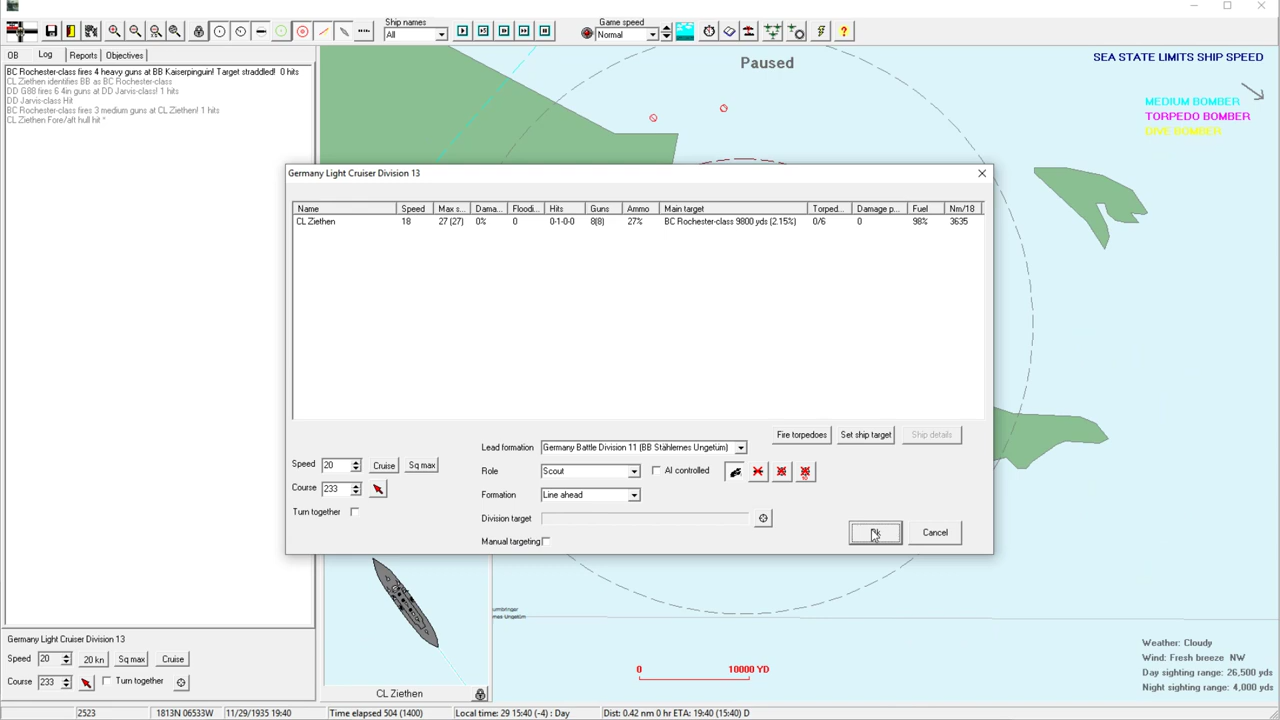 Ship names
Game speed
All
Normal
OB Log Reports Objectives
BC Rochester-class fires 4 heavy guns at BB Kaiserpinguin! Target straddled! 0 hits
CL Ziethen identifies BB as BC Rochester-class
DD G88 fires 6 4in guns at DD Jarvis-class! 1 hits
DD Jarvis-class Hit
BC Rochester-class fires 3 medium guns at CL Ziethen! 1 hits
CL Ziethen Fore/aft hull hit *
Paused
SEA STATE LIMITS SHIP SPEED
MEDIUM BOMBER
TORPEDO BOMBER
DIVE BOMBER
Germany Light Cruiser Division 13
Name Speed Max s... Dama... Floodi... Hits Guns Ammo Main target Torped... Damage p... Fuel Nm/18
CL Ziethen 18 27 (27) 0% 0 0-1-0-0 8(8) 27% BC Rochester-class 9800 yds (2.15%) 0/6 0 98% 3635
Fire torpedoes Set ship target Ship details
Lead formation Germany Battle Division 11 (BB Stählernes Ungetüm)
Speed 20 Cruise Sq max
Role Scout AI controlled
Course 233
Formation Line ahead
Turn together
Division target
Manual targeting
Cancel
mes Ungetüm
Germany Light Cruiser Division 13
Speed 20 20 kn Sq max Cruise
Course 233 Turn together
CL Ziethen
0 10000 YD
Weather: Cloudy
Wind: Fresh breeze NW
Day sighting range: 26,500 yds
Night sighting range: 4,000 yds
2523 1813N 06533W 11/29/1935 19:40 Time elapsed 504 (1400) Local time: 29 15:40 (-4) : Day Dist: 0.42 nm 0 hr ETA: 19:40 (15:40) D